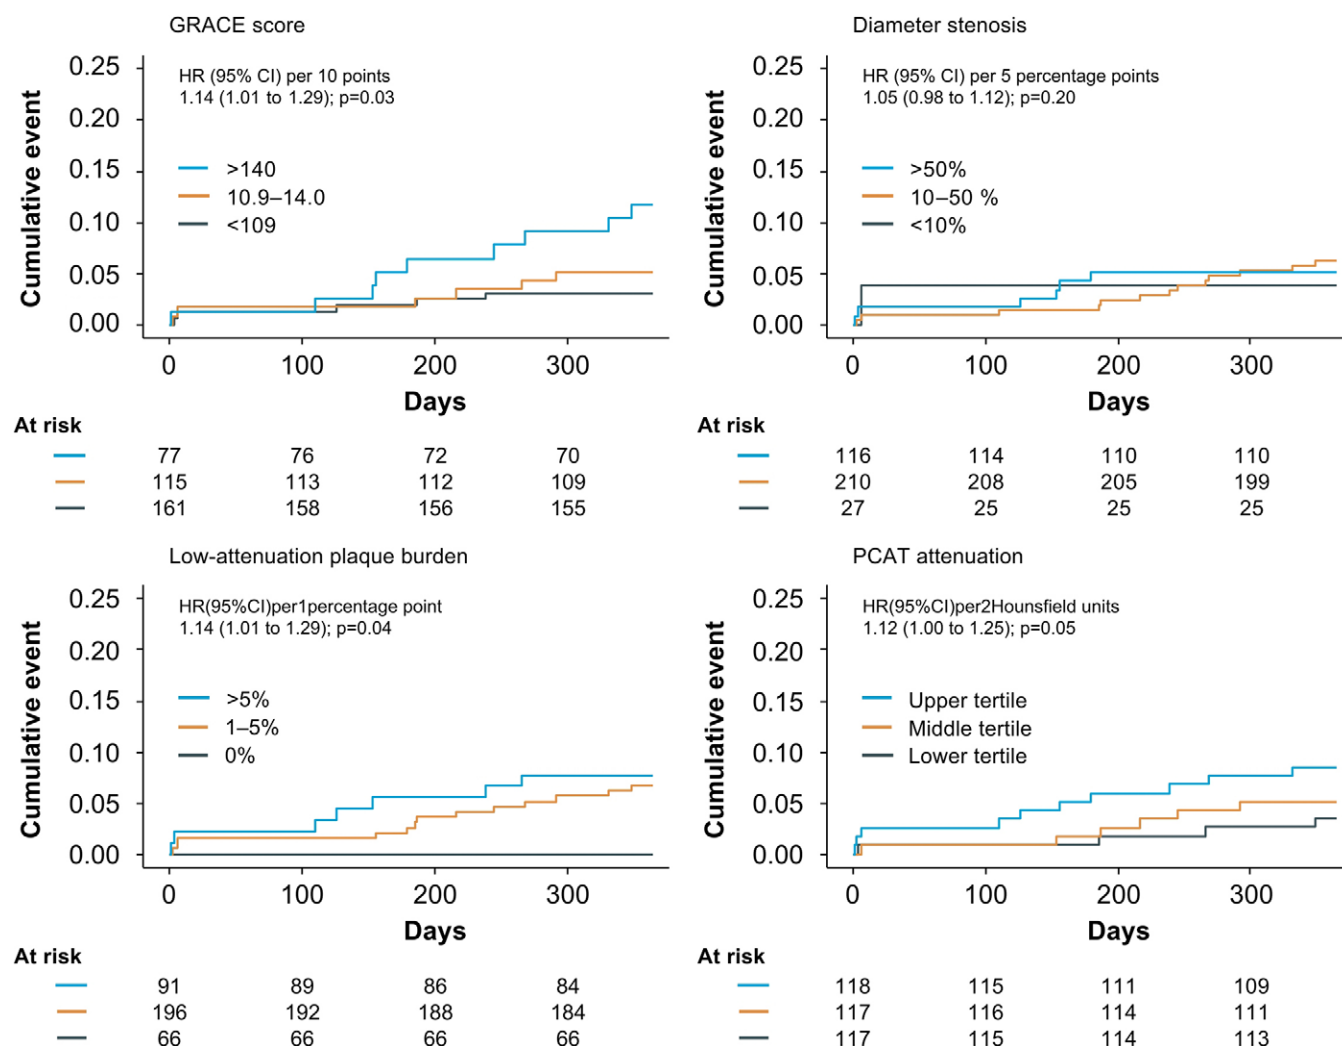 GRACE score
HR (95% CI) per 10 points
1.14 (1.01 to 1.29); p=0.03
Cumulative event
0.25
0.20
0.15
0.10
0.05
0.00
>140
10.9–14.0
<109
0 100 200 300
Days
At risk
77 76 72 70
115 113 112 109
161 158 156 155
Diameter stenosis
HR (95% CI) per 5 percentage points
1.05 (0.98 to 1.12); p=0.20
Cumulative event
0.25
0.20
0.15
0.10
0.05
0.00
>50%
10–50 %
<10%
0 100 200 300
Days
At risk
116 114 110 110
210 208 205 199
27 25 25 25
Low-attenuation plaque burden
HR(95%CI)per1percentage point
1.14 (1.01 to 1.29); p=0.04
Cumulative event
0.25
0.20
0.15
0.10
0.05
0.00
>5%
1–5%
0%
0 100 200 300
Days
At risk
91 89 86 84
196 192 188 184
66 66 66 66
PCAT attenuation
HR(95%CI)per2Hounsfield units
1.12 (1.00 to 1.25); p=0.05
Cumulative event
0.25
0.20
0.15
0.10
0.05
0.00
Upper tertile
Middle tertile
Lower tertile
0 100 200 300
Days
At risk
118 115 111 109
117 116 114 111
117 115 114 113